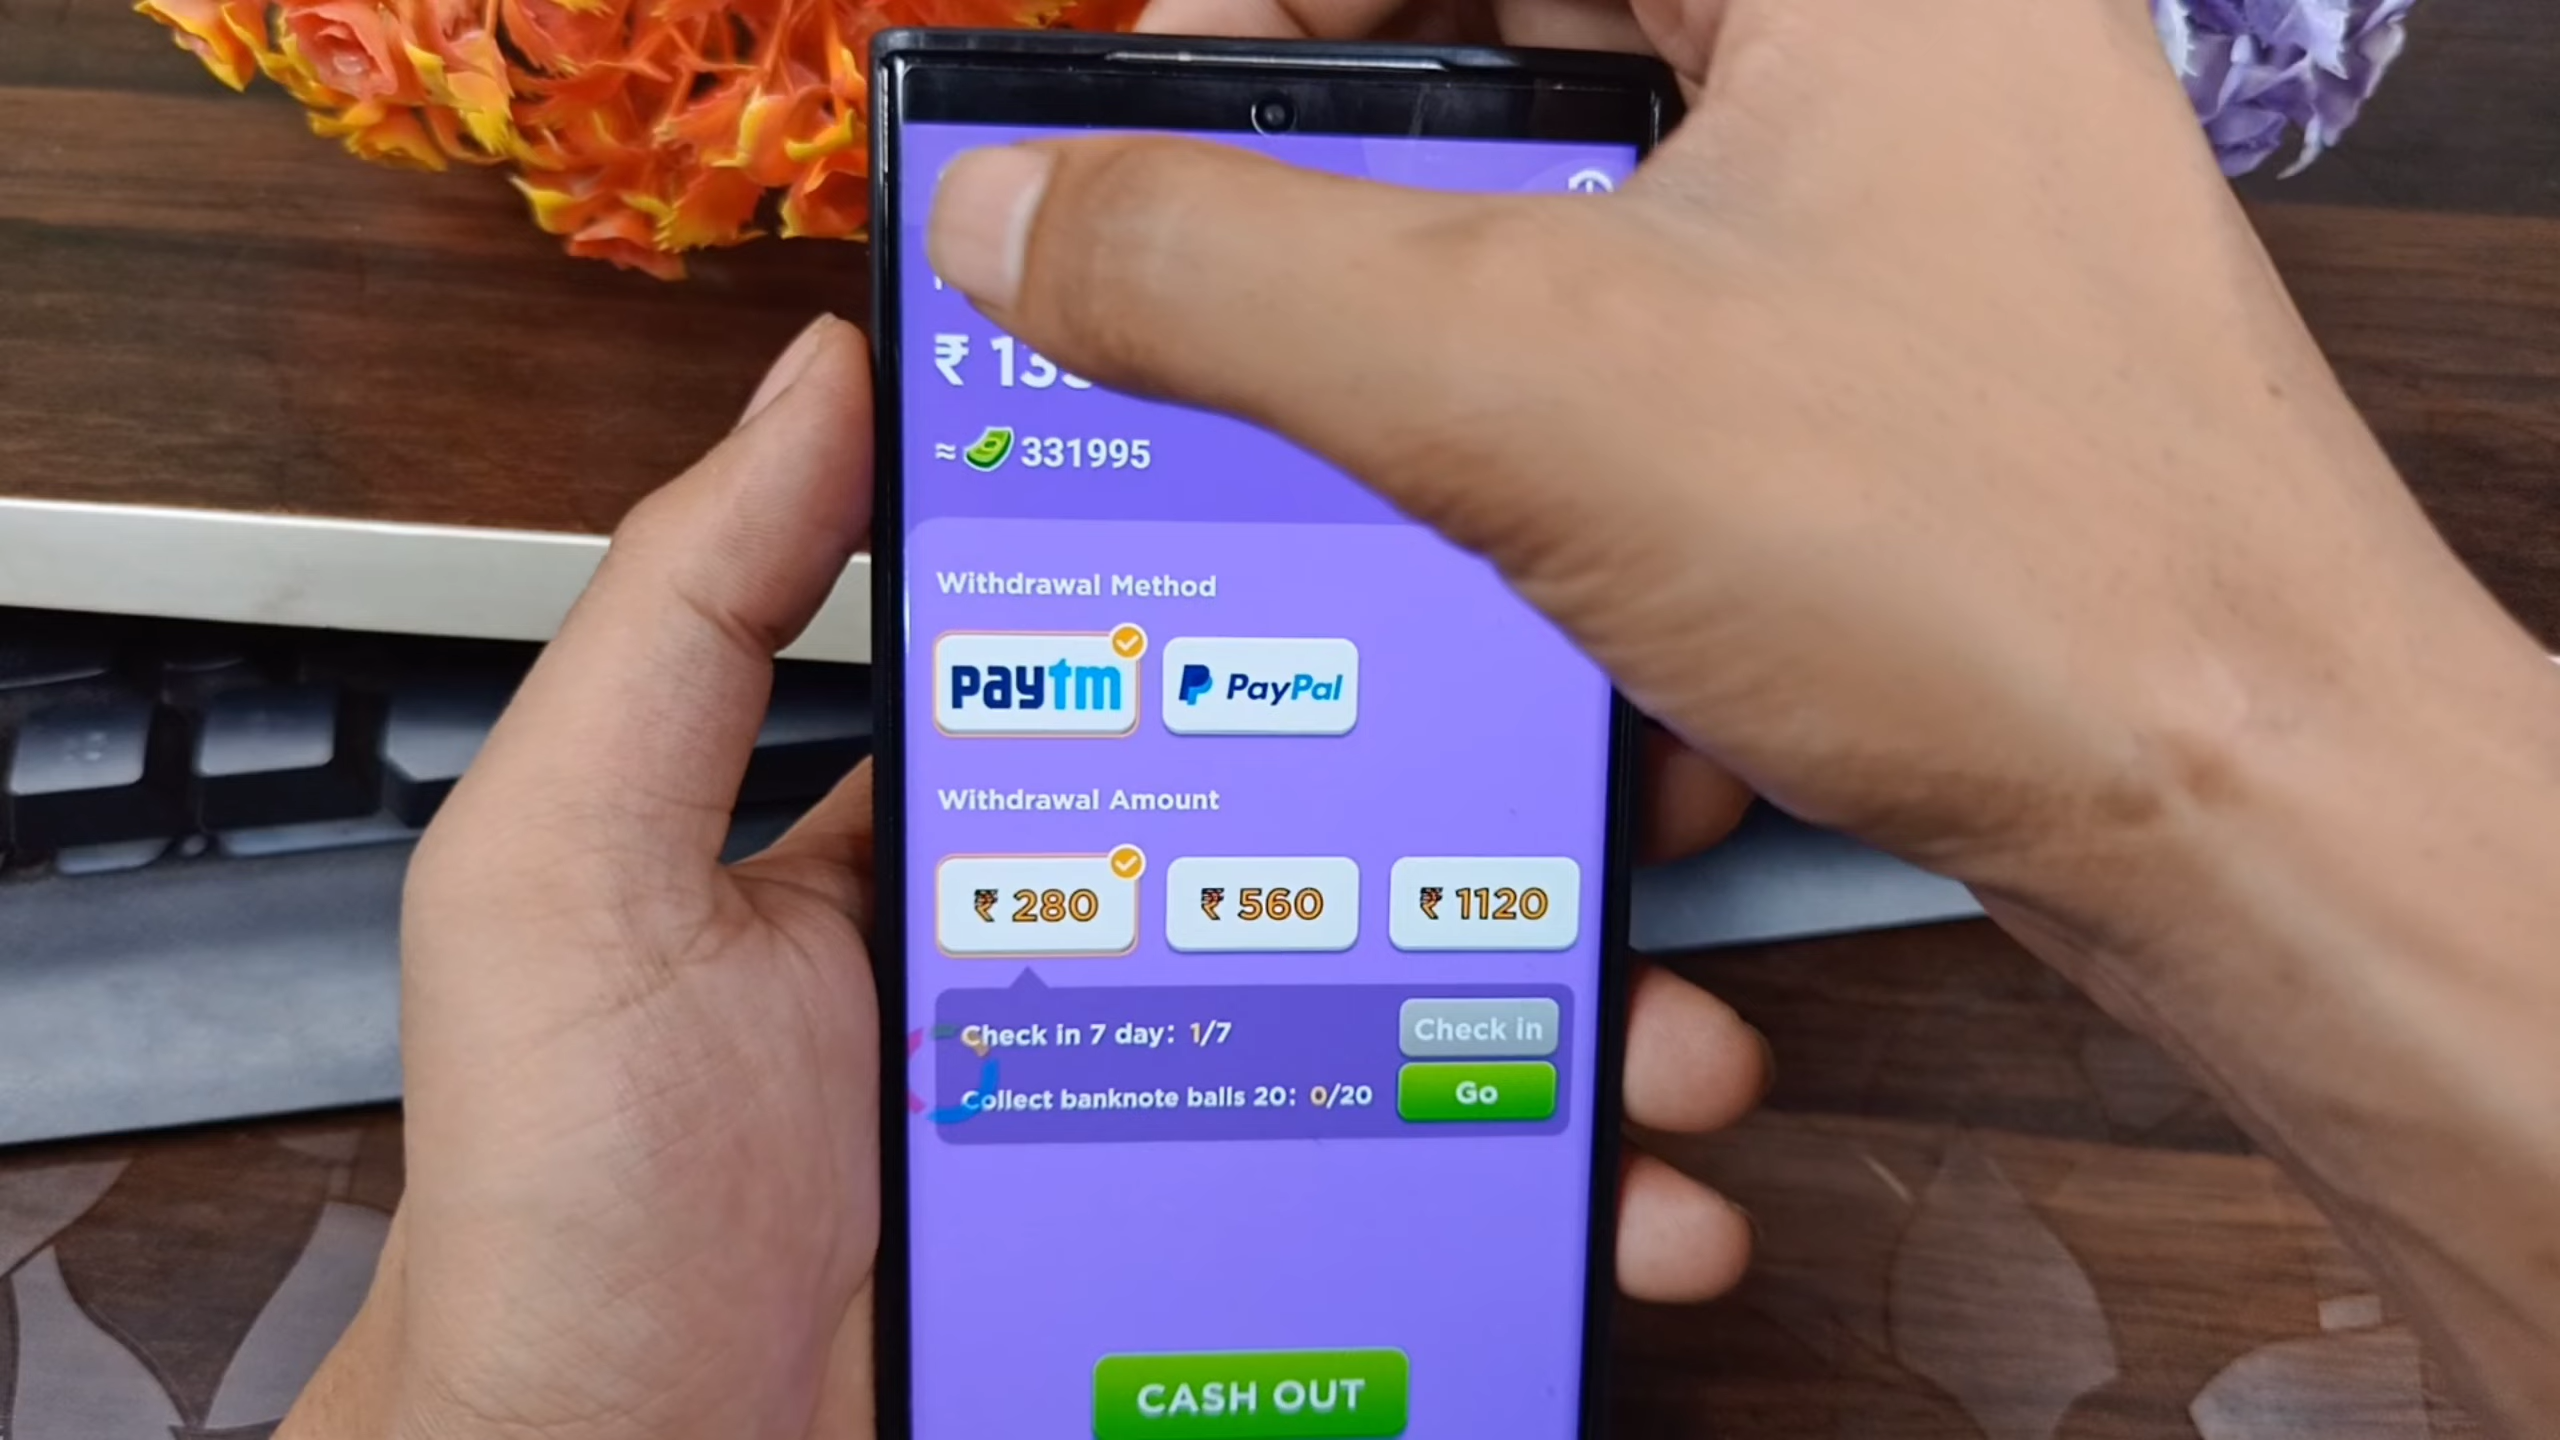 ₹ 133
≈ 331995
Withdrawal Method
paytm
PayPal
Withdrawal Amount
₹ 280
₹ 560
₹ 1120
Check in 7 day: 1/7
Check in
Collect banknote balls 20: 0/20
Go
CASH OUT